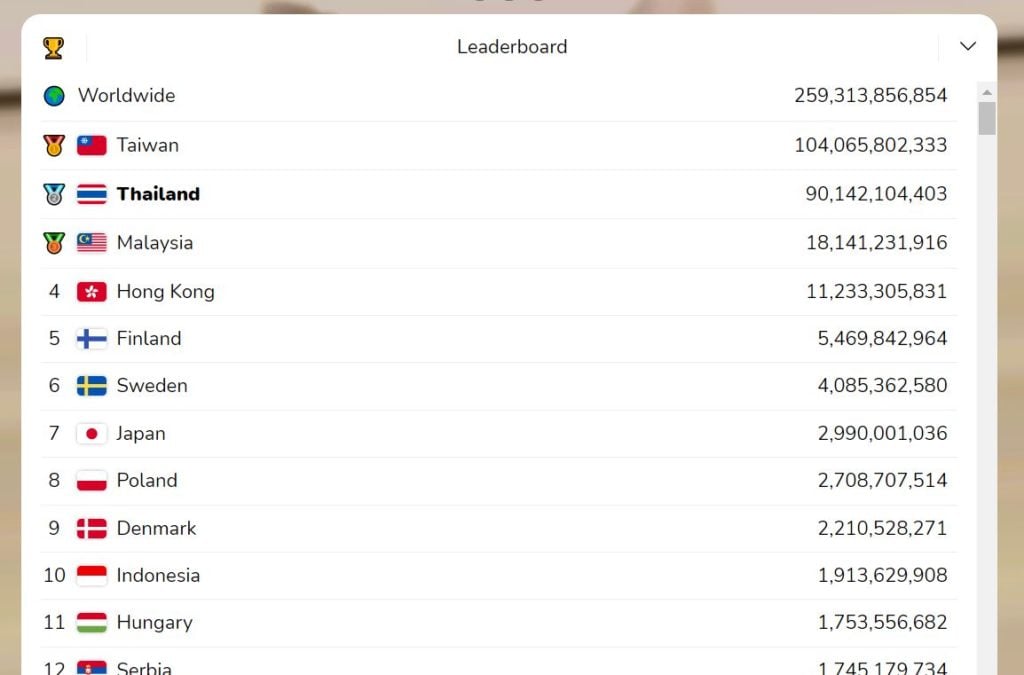 Leaderboard
Worldwide 259,313,856,854
Taiwan 104,065,802,333
Thailand 90,142,104,403
Malaysia 18,141,231,916
4 Hong Kong 11,233,305,831
5 Finland 5,469,842,964
6 Sweden 4,085,362,580
7 Japan 2,990,001,036
8 Poland 2,708,707,514
9 Denmark 2,210,528,271
10 Indonesia 1,913,629,908
11 Hungary 1,753,556,682
12 Serbia 1,745,179,734